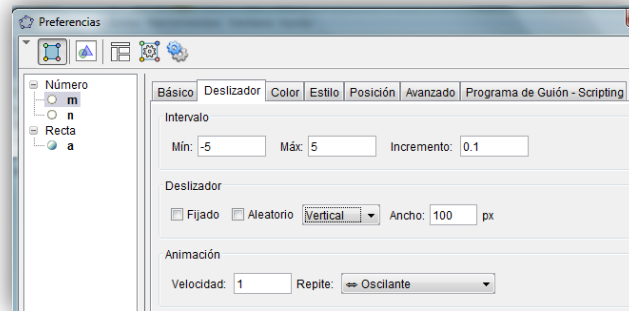 Preferencias
Número
m
n
Recta
a
Básico Deslizador Color Estilo Posición Avanzado Programa de Guión - Scripting
Intervalo
Mín: -5 Máx: 5 Incremento: 0.1
Deslizador
Fijado Aleatorio Vertical Ancho: 100 px
Animación
Velocidad: 1 Repite: ⇔ Oscilante